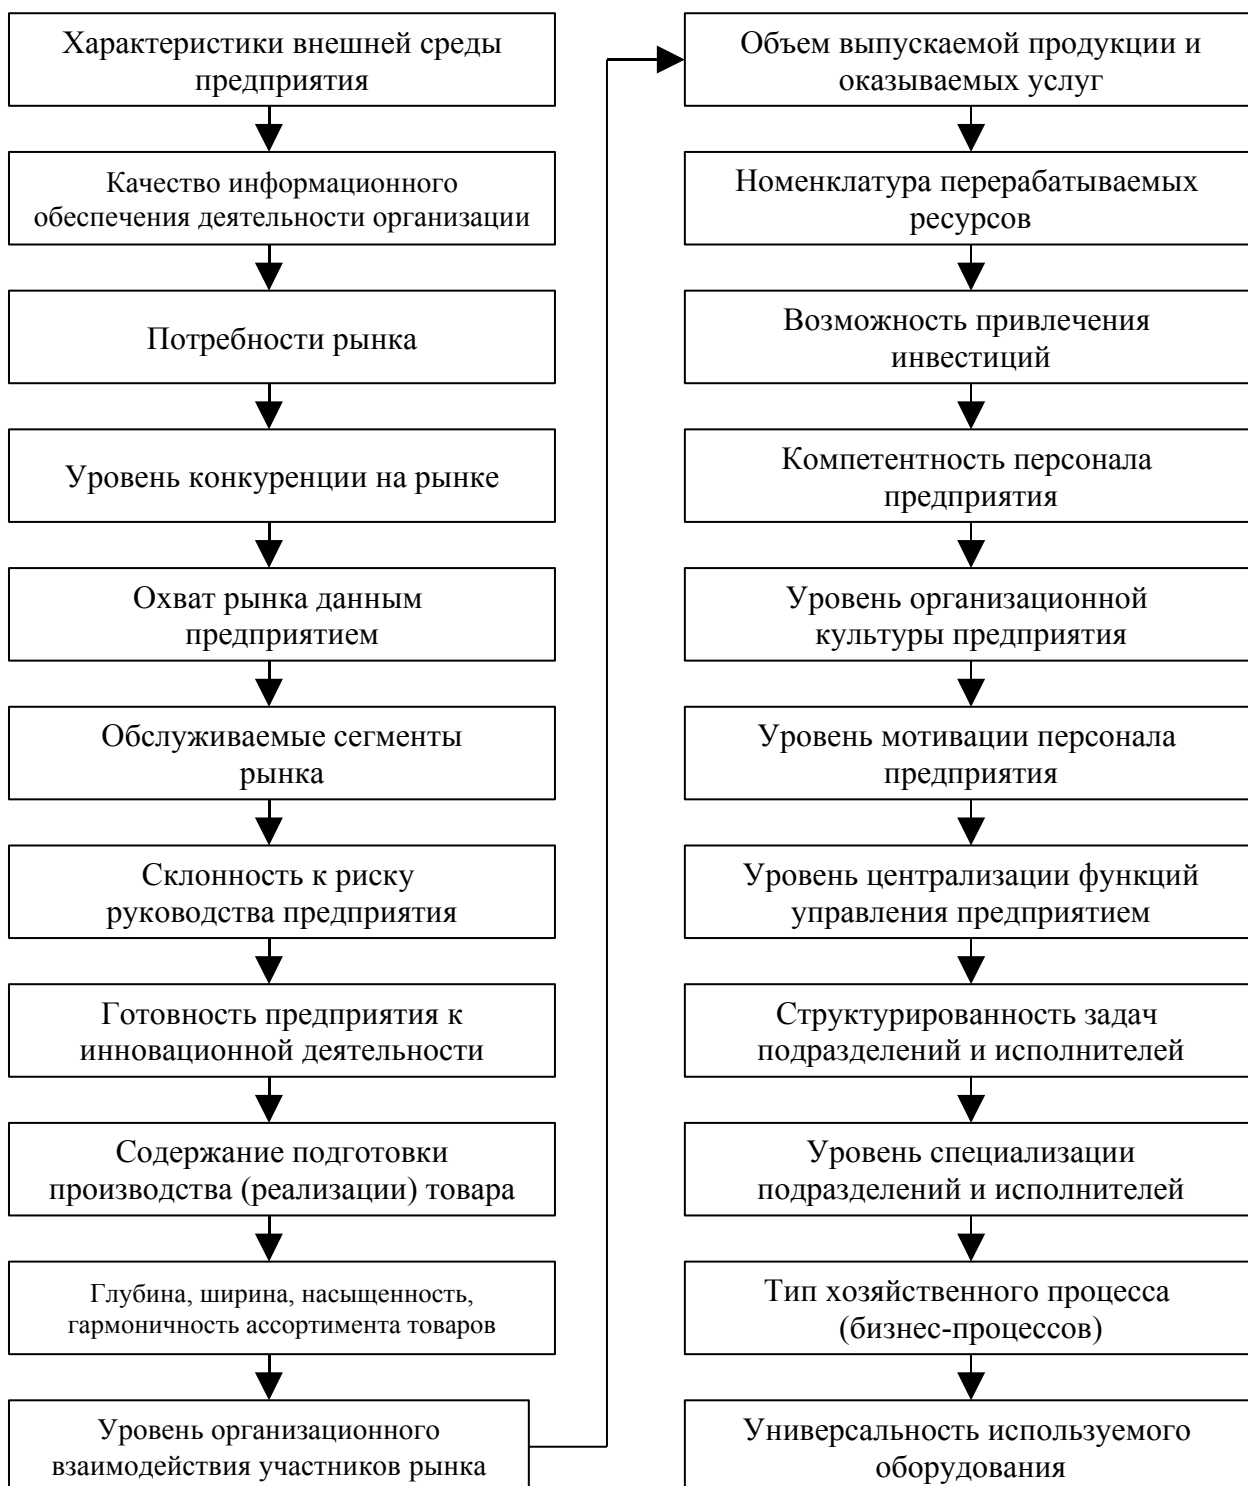 Характеристики внешней среды
предприятия
Качество информационного
обеспечения деятельности организации
Потребности рынка
Уровень конкуренции на рынке
Охват рынка данным
предприятием
Обслуживаемые сегменты
рынка
Склонность к риску
руководства предприятия
Готовность предприятия к
инновационной деятельности
Содержание подготовки
производства (реализации) товара
Глубина, ширина, насыщенность,
гармоничность ассортимента товаров
Уровень организационного
взаимодействия участников рынка
Объем выпускаемой продукции и
оказываемых услуг
Номенклатура перерабатываемых
ресурсов
Возможность привлечения
инвестиций
Компетентность персонала
предприятия
Уровень организационной
культуры предприятия
Уровень мотивации персонала
предприятия
Уровень централизации функций
управления предприятием
Структурированность задач
подразделений и исполнителей
Уровень специализации
подразделений и исполнителей
Тип хозяйственного процесса
(бизнес-процессов)
Универсальность используемого
оборудования